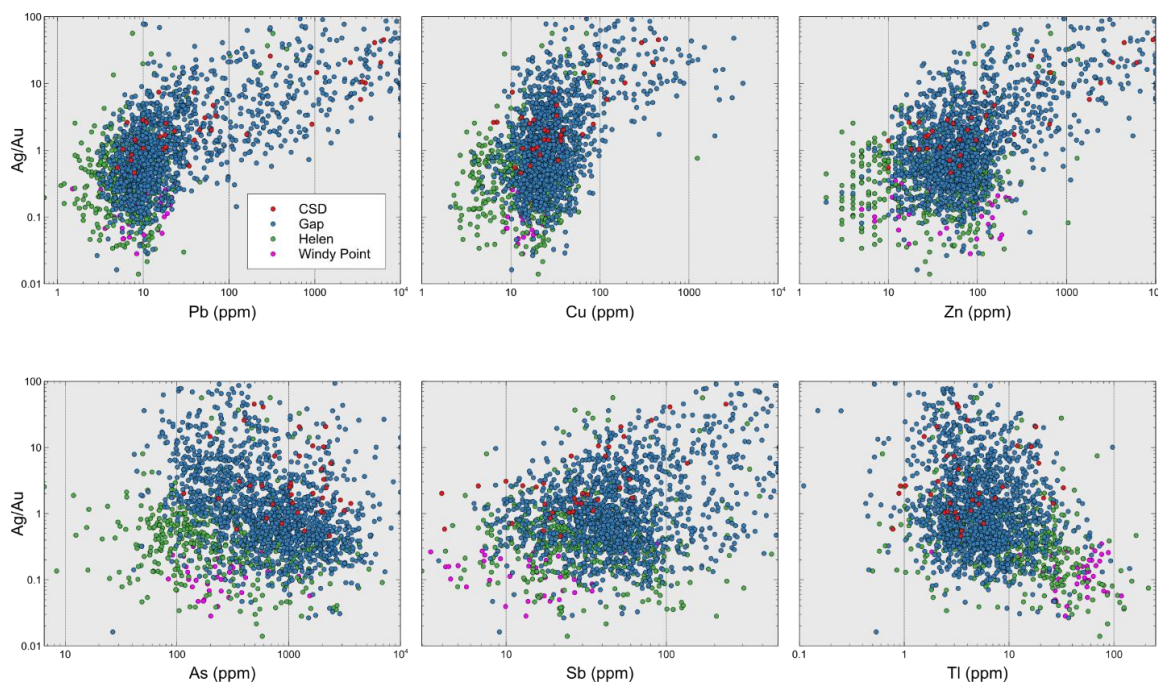 100
10
1
0.1
0.01
Ag/Au
1 10 100 1000 10⁴
Pb (ppm)
CSD
Gap
Helen
Windy Point
1 10 100 1000 10⁴
Cu (ppm)
1 10 100 1000 10
Zn (ppm)
100
10
1
0.1
0.01
Ag/Au
10 100 1000 10⁴
As (ppm)
10 100
Sb (ppm)
0.1 1 10 100
Tl (ppm)